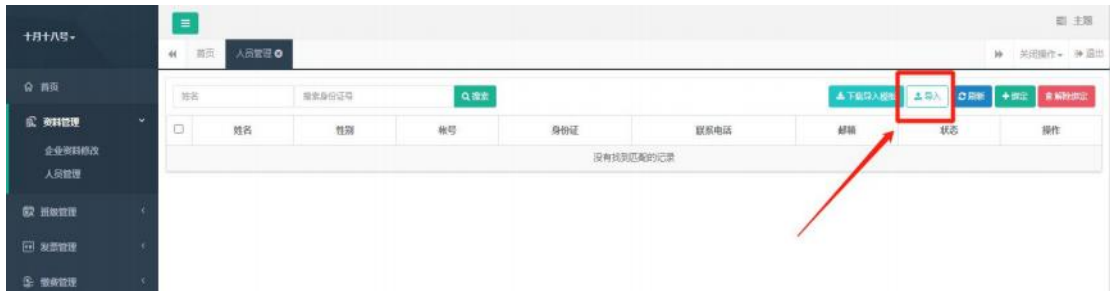 十月十八号
主题
首页 人员管理 关闭操作 退出
首页
姓名 搜索身份证号 搜索 下载导入模板 导入 刷新 +绑定 解除绑定
资料管理
姓名 性别 帐号 身份证 联系电话 邮箱 状态 操作
企业资料修改
没有找到匹配的记录
人员管理
班级管理
发票管理
缴费管理